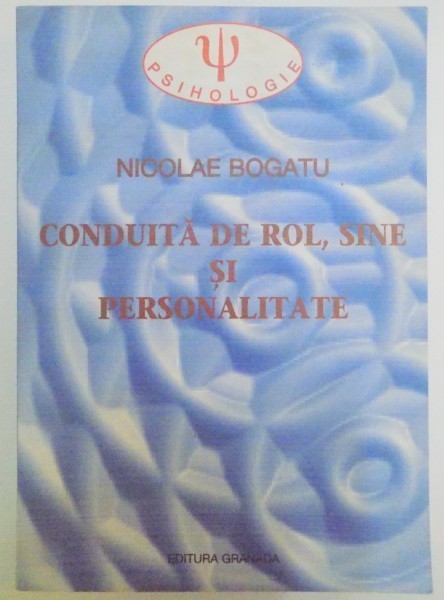 Ψ
PSIHOLOGIE
NICOLAE BOGATU
CONDUITĂ DE ROL, SINE
ȘI
PERSONALITATE
EDITURA GRANADA